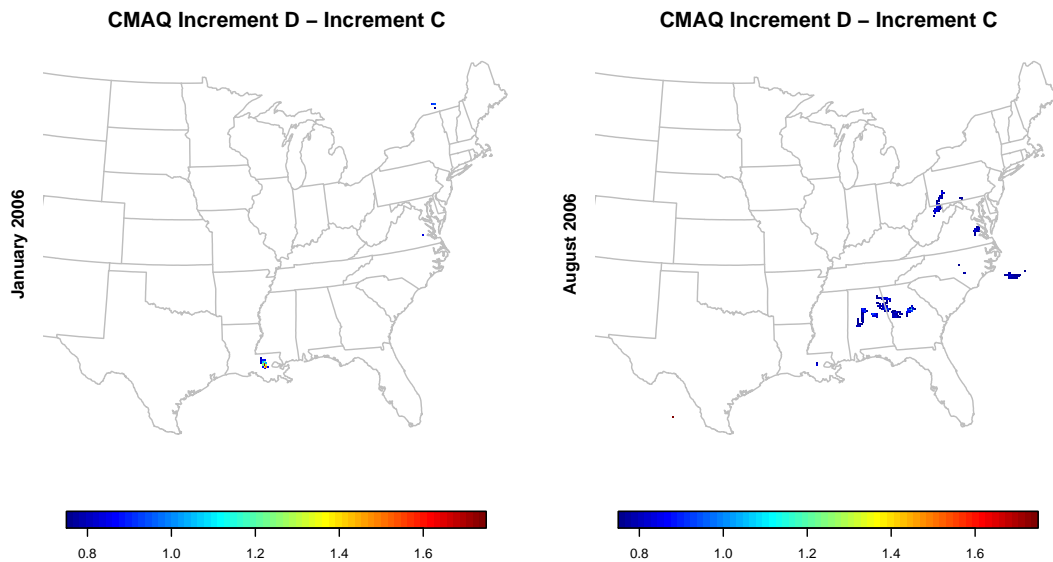 CMAQ Increment D – Increment C
January 2006
0.8 1.0 1.2 1.4 1.6
CMAQ Increment D – Increment C
August 2006
0.8 1.0 1.2 1.4 1.6